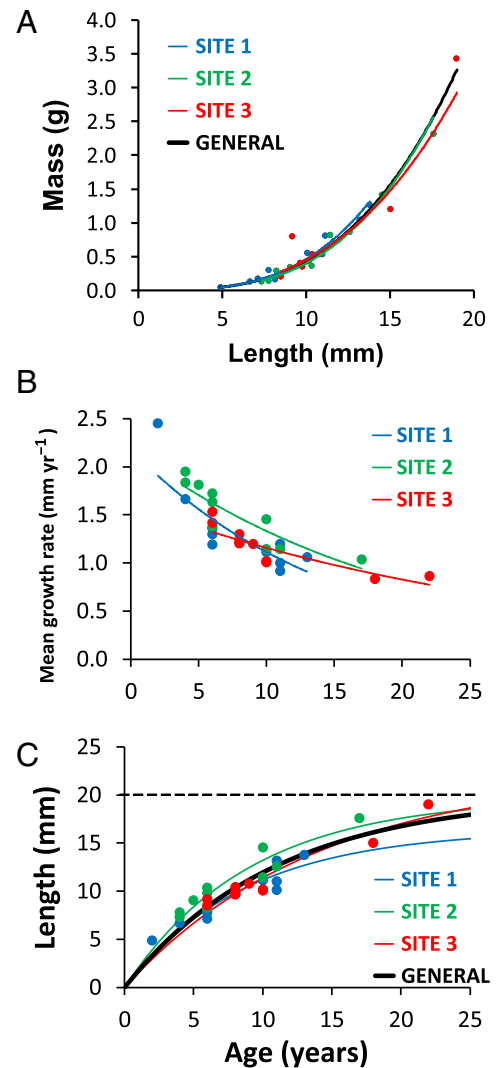 A
SITE 1
SITE 2
SITE 3
GENERAL
Mass (g)
4.0
3.5
3.0
2.5
2.0
1.5
1.0
0.5
0.0
0 5 10 15 20
Length (mm)
B
SITE 1
SITE 2
SITE 3
Mean growth rate (mm yr⁻¹)
2.5
2.0
1.5
1.0
0.5
0.0
0 5 10 15 20 25
C
Length (mm)
25
20
15
10
5
0
SITE 1
SITE 2
SITE 3
GENERAL
0 5 10 15 20 25
Age (years)